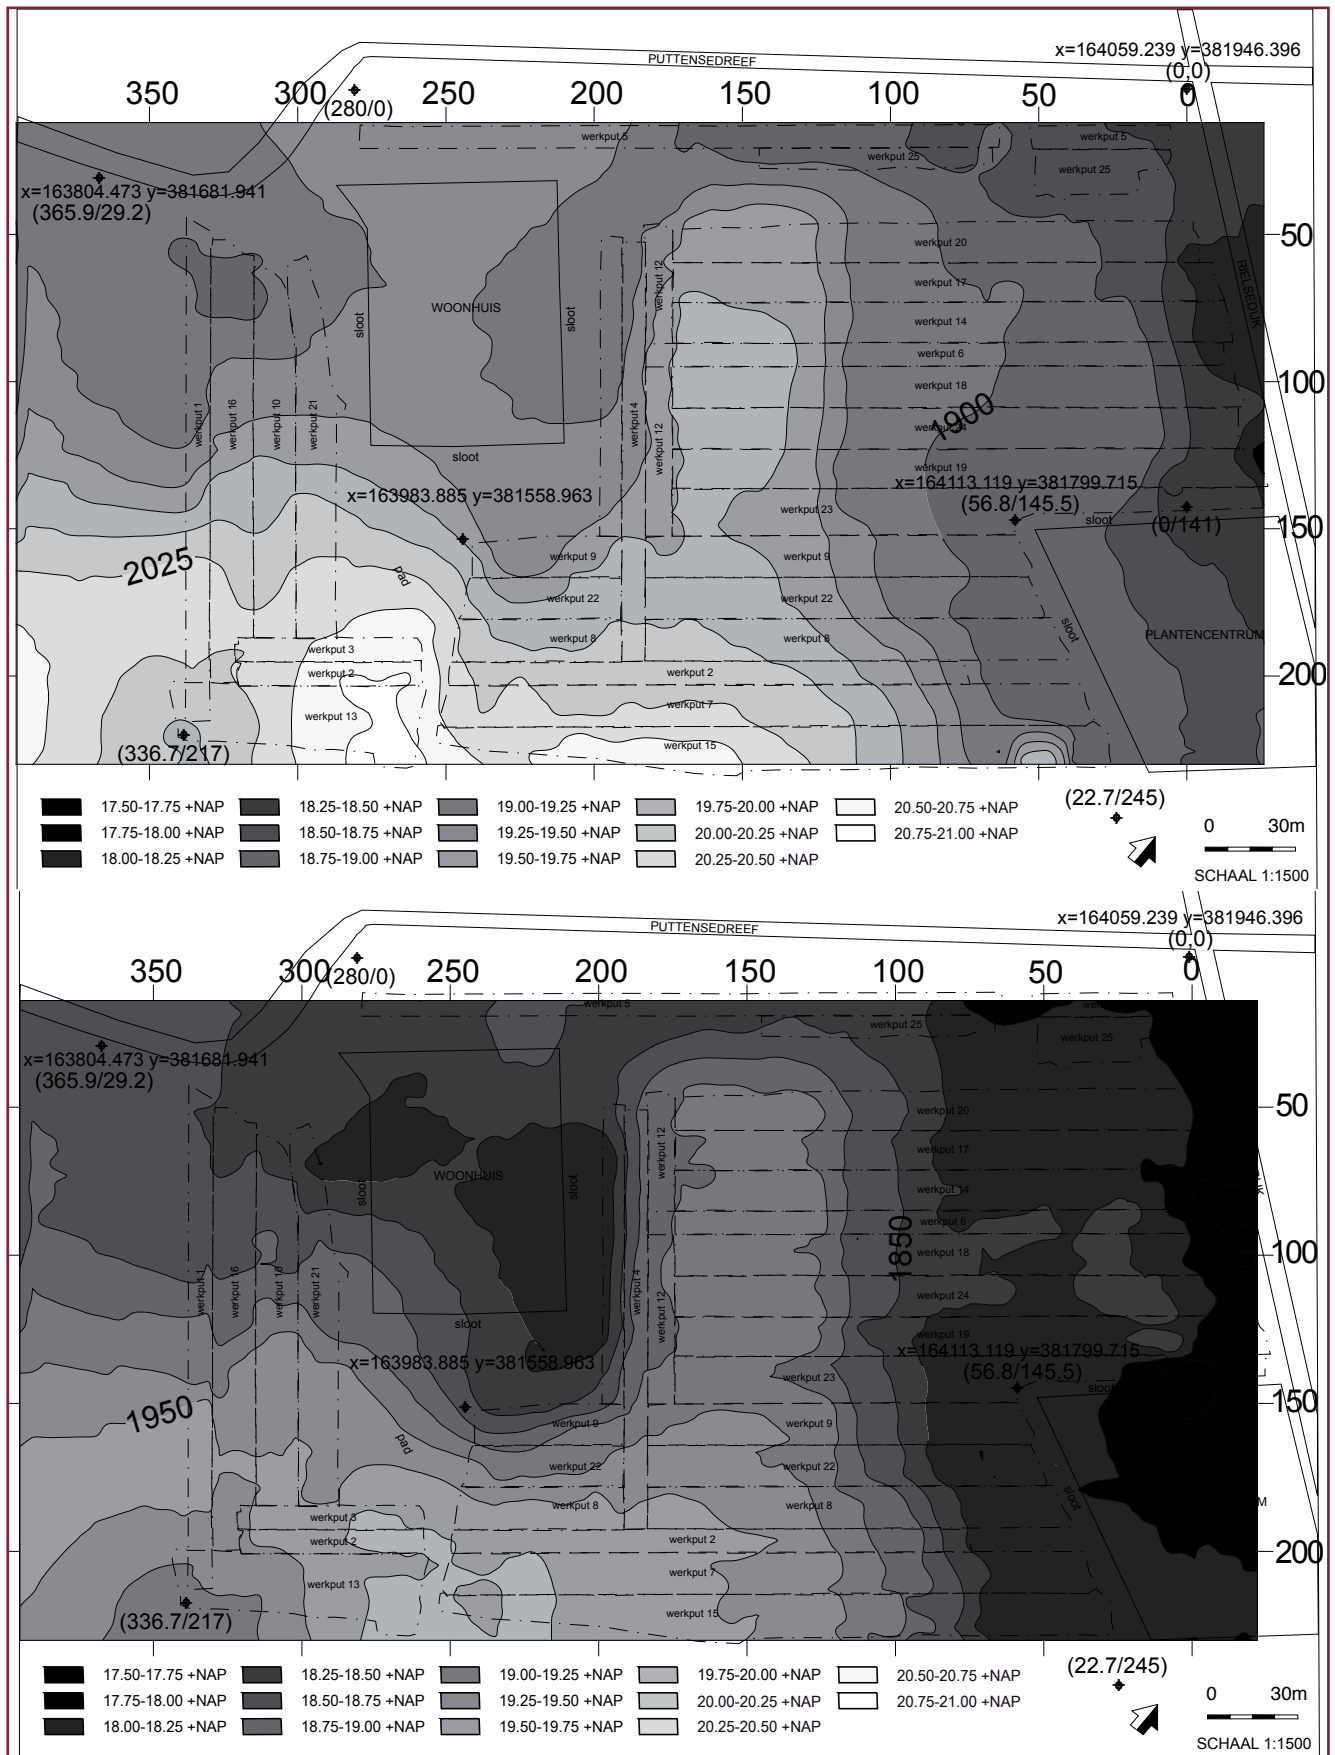 PUTTENSEDREEF
x=164059.239 y=381946.396
(0,0)
350 300 250 200 150 100 50 0
(280/0)
werkput 5
werkput 5
werkput 25
werkput 25
x=163804.473 y=381681.941
(365.9/29.2)
50
werkput 20
werkput 12
werkput 17
RIELSEDIJK
WOONHUIS
sloot
sloot
werkput 14
werkput 6
100
werkput 18
1900
werkput 1
werkput 16
werkput 10
werkput 21
werkput 4
werkput 12
werkput 24
sloot
werkput 19
x=163983.885 y=381558.963
x=164113.119 y=381799.715
(56.8/145.5)
werkput 23
sloot
(0/141)
150
2025
pad
werkput 9
werkput 9
werkput 22
werkput 22
sloot
werkput 8
werkput 8
PLANTENCENTRUM
werkput 3
werkput 2
werkput 2
200
werkput 7
werkput 13
werkput 15
(336.7/217)
17.50-17.75 +NAP 18.25-18.50 +NAP 19.00-19.25 +NAP 19.75-20.00 +NAP 20.50-20.75 +NAP
17.75-18.00 +NAP 18.50-18.75 +NAP 19.25-19.50 +NAP 20.00-20.25 +NAP 20.75-21.00 +NAP
18.00-18.25 +NAP 18.75-19.00 +NAP 19.50-19.75 +NAP 20.25-20.50 +NAP
(22.7/245)
0 30m
SCHAAL 1:1500
PUTTENSEDREEF
x=164059.239 y=381946.396
(0,0)
350 300 250 200 150 100 50 0
(280/0)
werkput 5
werkput 25
werkput 25
x=163804.473 y=381681.941
(365.9/29.2)
50
werkput 20
werkput 12
werkput 17
WOONHUIS
sloot
sloot
werkput 14
werkput 6
1850
100
werkput 18
werkput 1
werkput 16
werkput 10
werkput 21
werkput 4
werkput 12
werkput 24
sloot
werkput 19
x=163983.885 y=381558.963
x=164113.119 y=381799.715
(56.8/145.5)
werkput 23
sloot
150
1950
pad
werkput 9
werkput 9
werkput 22
werkput 22
sloot
werkput 8
werkput 8
M
werkput 3
werkput 2
werkput 2
200
werkput 7
werkput 13
werkput 15
(336.7/217)
17.50-17.75 +NAP 18.25-18.50 +NAP 19.00-19.25 +NAP 19.75-20.00 +NAP 20.50-20.75 +NAP
17.75-18.00 +NAP 18.50-18.75 +NAP 19.25-19.50 +NAP 20.00-20.25 +NAP 20.75-21.00 +NAP
18.00-18.25 +NAP 18.75-19.00 +NAP 19.50-19.75 +NAP 20.25-20.50 +NAP
(22.7/245)
0 30m
SCHAAL 1:1500